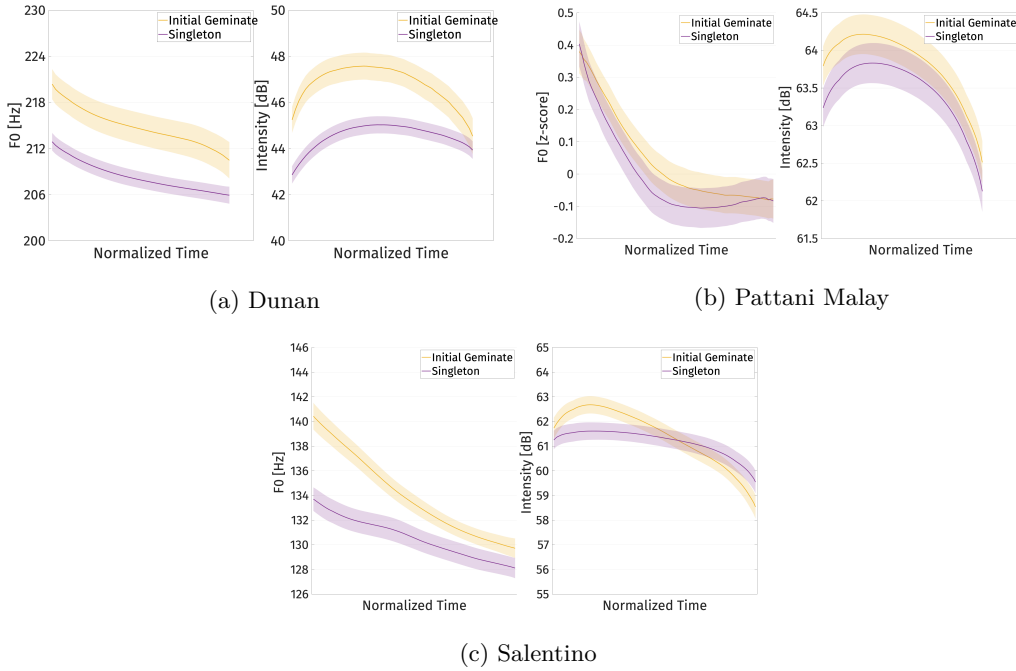 230
224
218
212
206
200
F0 [Hz]
Initial Geminate
Singleton
Normalized Time
50
48
46
44
42
40
Intensity [dB]
Initial Geminate
Singleton
Normalized Time
(a) Dunan
0.5
0.4
0.3
0.2
0.1
0
-0.1
-0.2
F0 [z-score]
Initial Geminate
Singleton
Normalized Time
64.5
64
63.5
63
62.5
62
61.5
Intensity [dB]
Initial Geminate
Singleton
Normalized Time
(b) Pattani Malay
146
144
142
140
138
136
134
132
130
128
126
F0 [Hz]
Initial Geminate
Singleton
Normalized Time
65
64
63
62
61
60
59
58
57
56
55
Intensity [dB]
Initial Geminate
Singleton
Normalized Time
(c) Salentino